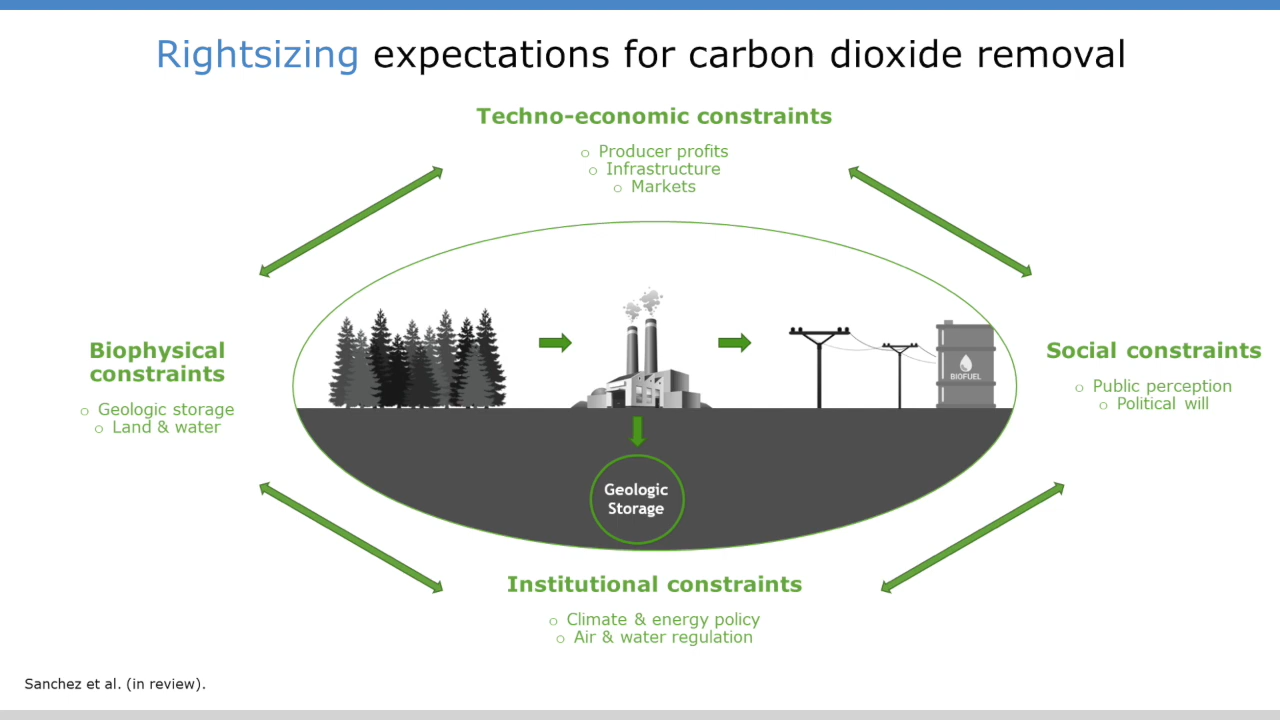 Rightsizing expectations for carbon dioxide removal
Techno-economic constraints
o Producer profits
o Infrastructure
o Markets
Biophysical
constraints
o Geologic storage
o Land & water
Social constraints
o Public perception
o Political will
BIOFUEL
Geologic
Storage
Institutional constraints
o Climate & energy policy
o Air & water regulation
Sanchez et al. (in review).